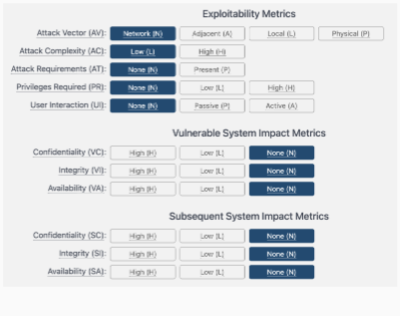 Exploitability Metrics
Attack Vector (AV): Network (N) Adjacent (A) Local (L) Physical (P)
Attack Complexity (AC): Low (L) High (H)
Attack Requirements (AT): None (N) Present (P)
Privileges Required (PR): None (N) Low (L) High (H)
User Interaction (UI): None (N) Passive (P) Active (A)
Vulnerable System Impact Metrics
Confidentiality (VC): High (H) Low (L) None (N)
Integrity (VI): High (H) Low (L) None (N)
Availability (VA): High (H) Low (L) None (N)
Subsequent System Impact Metrics
Confidentiality (SC): High (H) Low (L) None (N)
Integrity (SI): High (H) Low (L) None (N)
Availability (SA): High (H) Low (L) None (N)